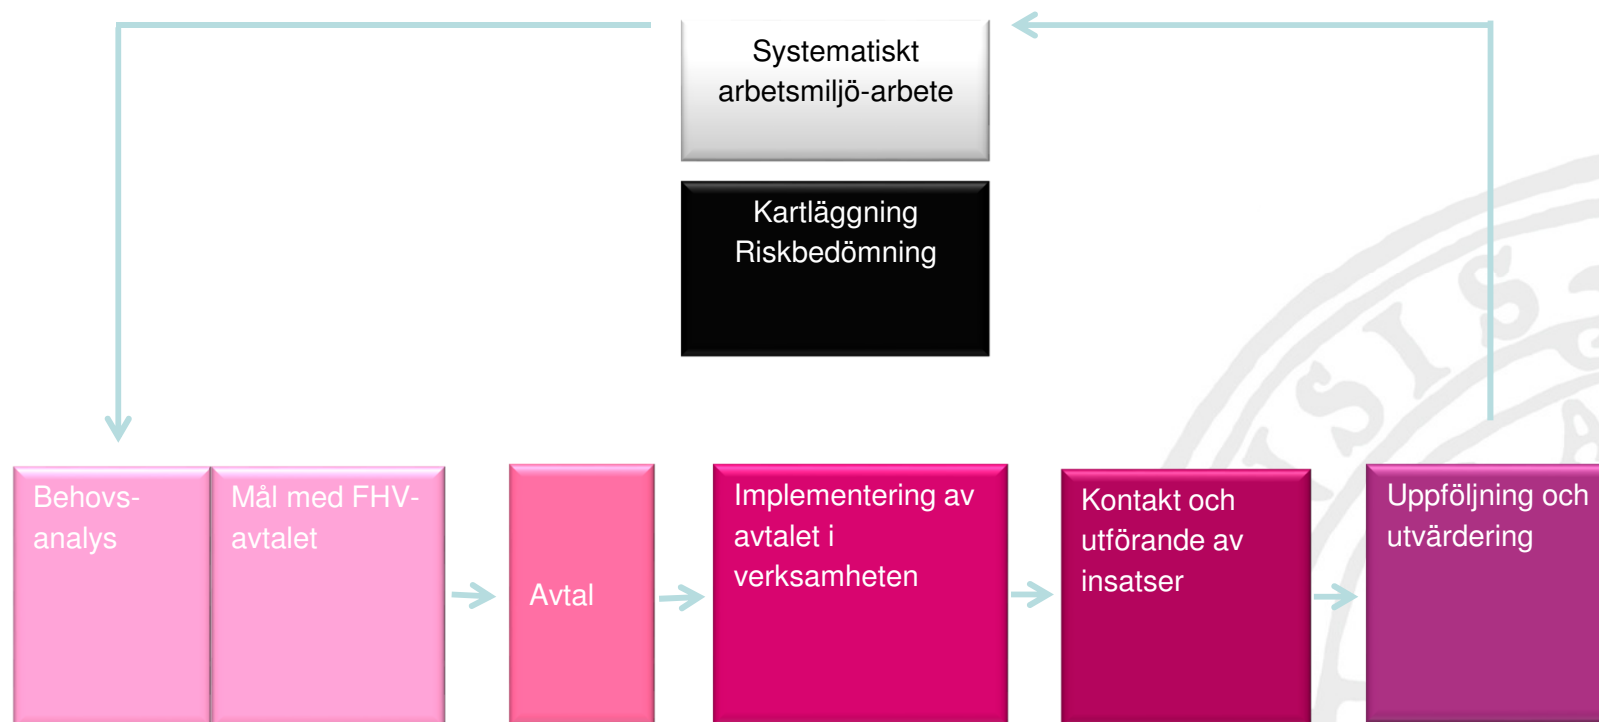 Systematiskt
arbetsmiljö-arbete
Kartläggning
Riskbedömning
Behovs-
analys
Mål med FHV-
avtalet
Avtal
Implementering av
avtalet i
verksamheten
Kontakt och
utförande av
insatser
Uppföljning och
utvärdering